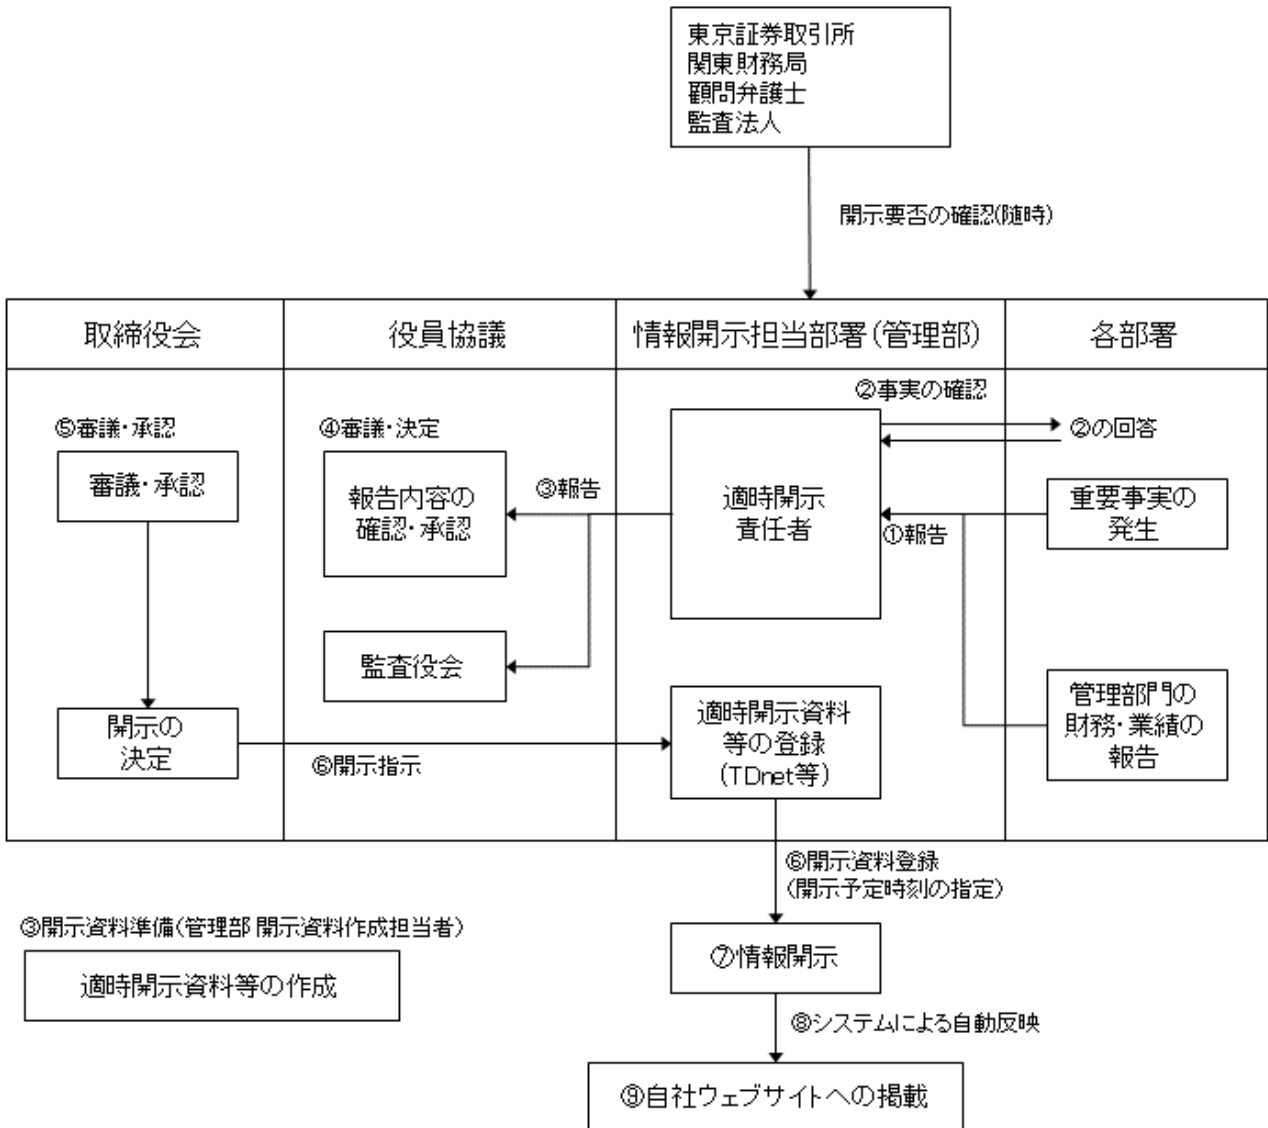 東京証券取引所
関東財務局
顧問弁護士
監査法人
開示要否の確認(随時)
取締役会
役員協議
情報開示担当部署(管理部)
各部署
②事実の確認
⑤審議・承認
④審議・決定
②の回答
審議・承認
報告内容の
確認・承認
③報告
適時開示
責任者
①報告
重要事実の
発生
監査役会
管理部門の
財務・業績の
報告
開示の
決定
⑥開示指示
適時開示資料
等の登録
(TDnet等)
⑥開示資料登録
(開示予定時刻の指定)
③開示資料準備(管理部 開示資料作成担当者)
適時開示資料等の作成
⑦情報開示
⑧システムによる自動反映
⑨自社ウェブサイトへの掲載